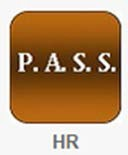 P. A. S. S.
HR